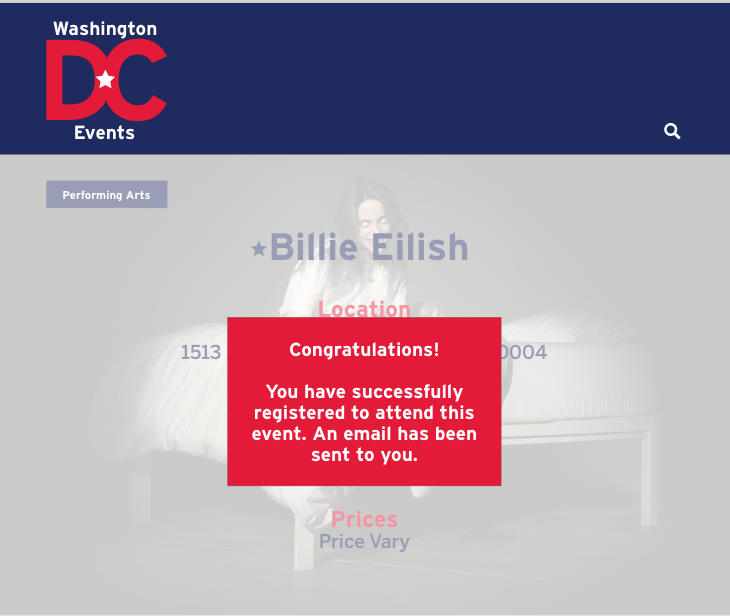 Washington
DC
Events
Performing Arts
Billie Eilish
Location
1513 0004
Congratulations!
You have successfully
registered to attend this
event. An email has been
sent to you.
Prices
Price Vary